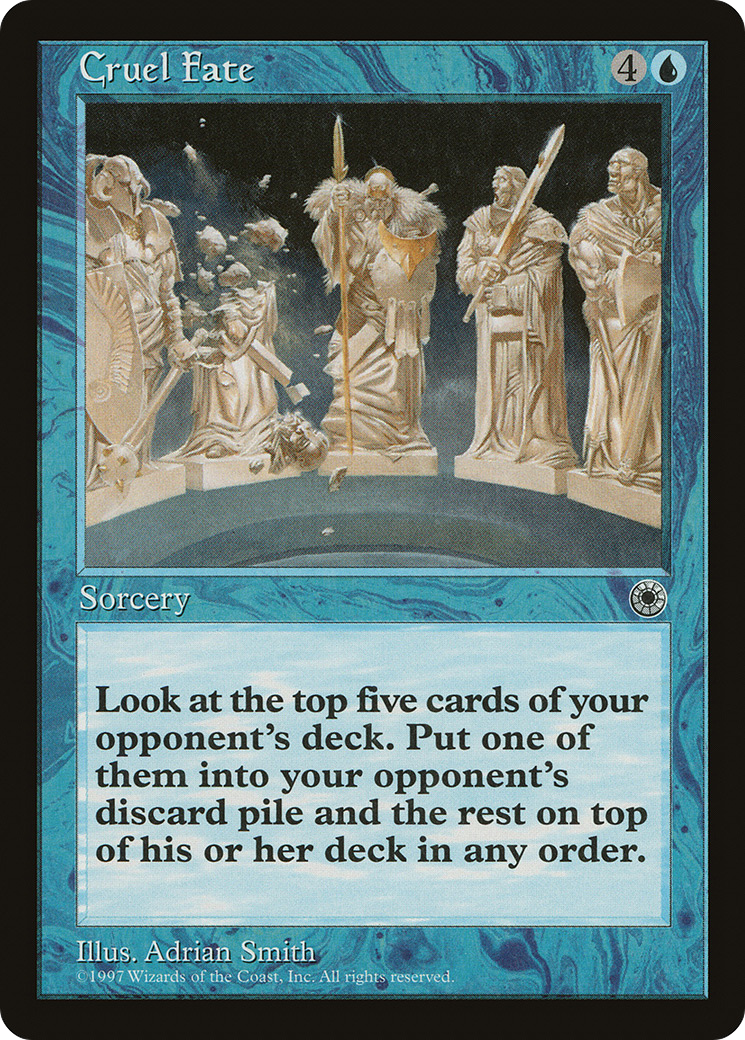 Cruel Fate 4
Sorcery
Look at the top five cards of your
opponent's deck. Put one of
them into your opponent's
discard pile and the rest on top
of his or her deck in any order.
Illus. Adrian Smith
©1997 Wizards of the Coast, Inc. All rights reserved.